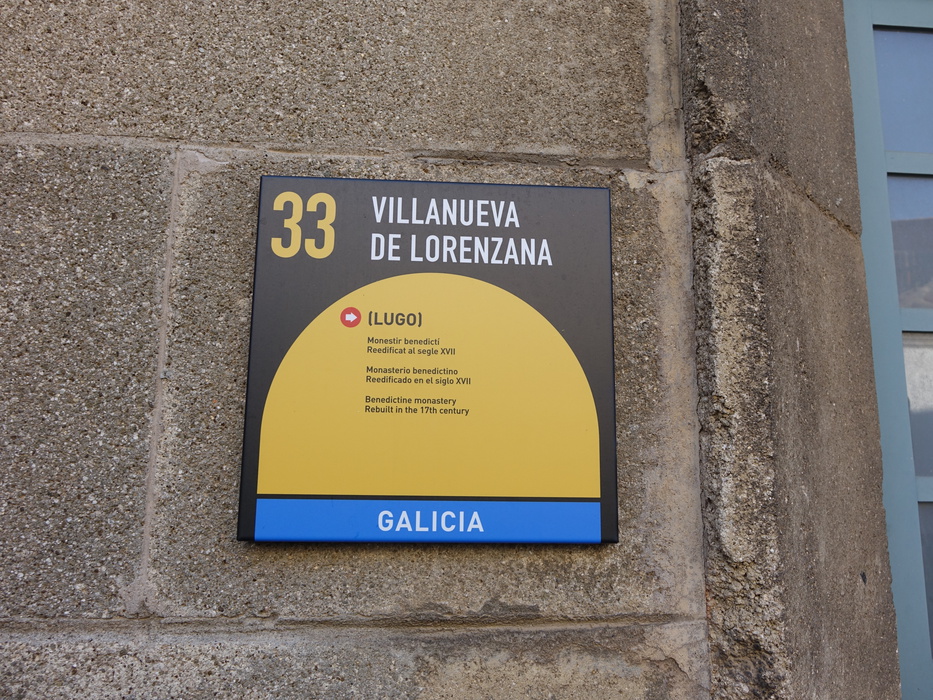 33
VILLANUEVA
DE LORENZANA
(LUGO)
Monestir benedictí
Reedificat al segle XVII
Monasterio benedictino
Reedificado en el siglo XVII
Benedictine monastery
Rebuilt in the 17th century
GALICIA